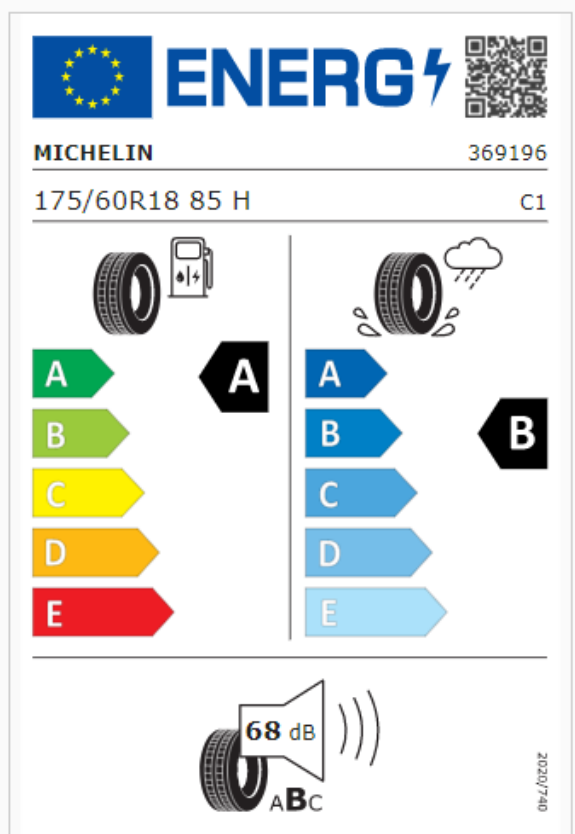 ENERG
MICHELIN 369196
175/60R18 85 H C1
A A A
B B B
C C
D D
E E
68 dB
ABC
2020/740